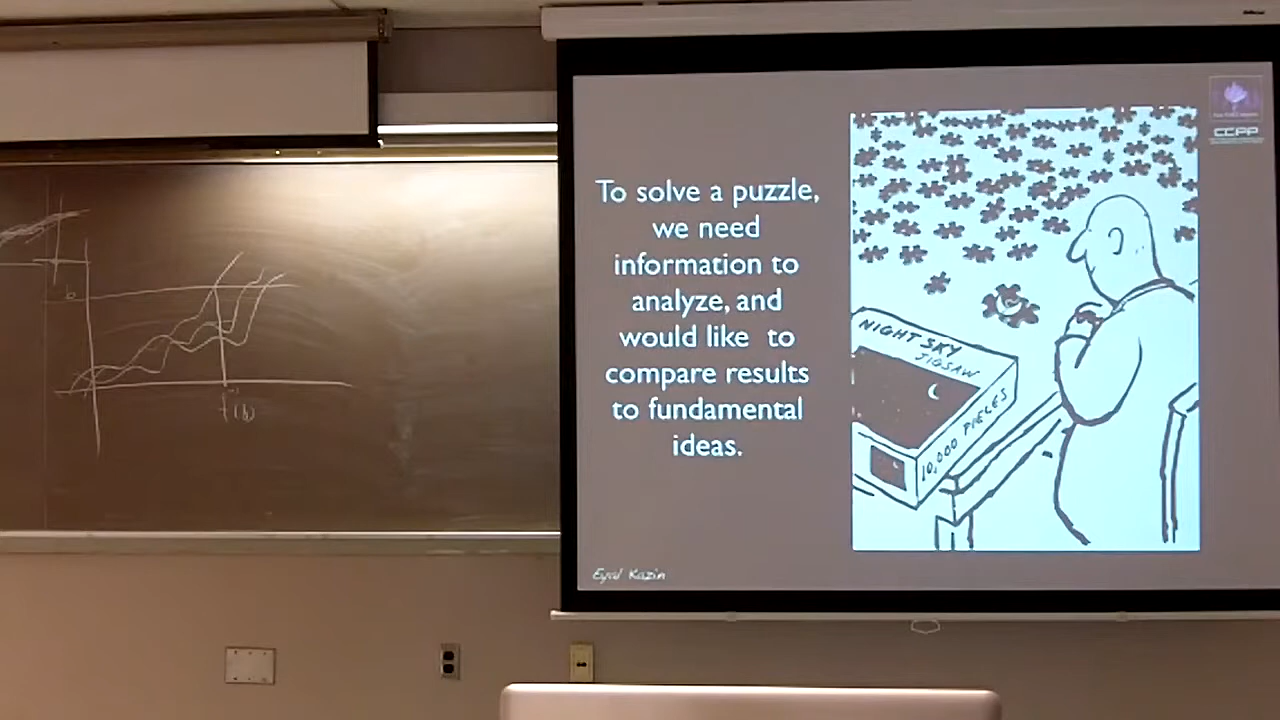 To solve a puzzle,
we need
information to
analyze, and
would like to
compare results
to fundamental
ideas.
NIGHT SKY
JIGSAW
10,000 PIECES
CCPP
Eyal Kazin
b